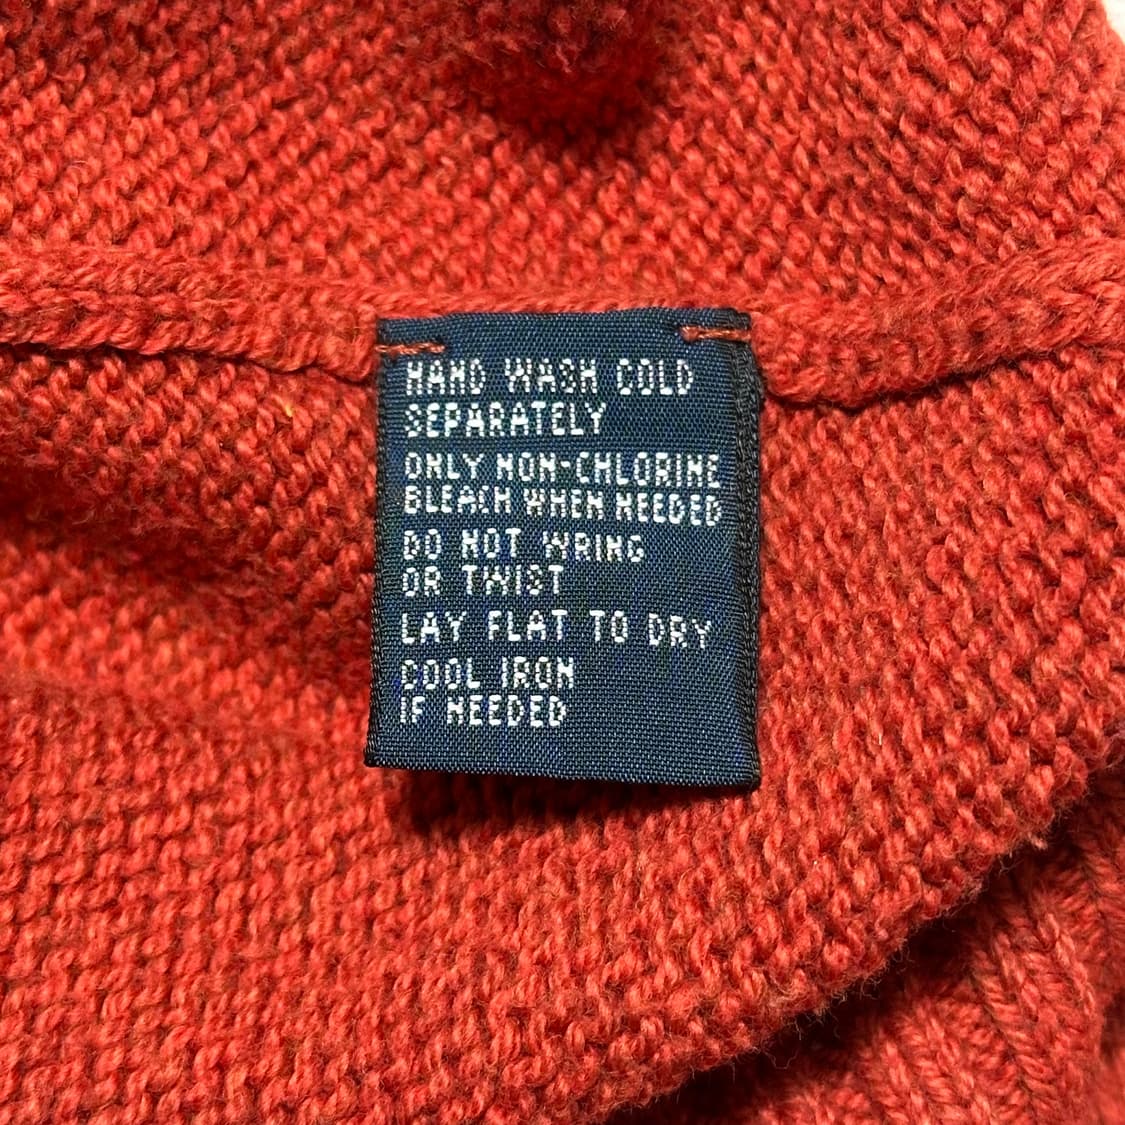 HAND WASH COLD
SEPARATELY
ONLY NON-CHLORINE
BLEACH WHEN NEEDED
DO NOT WRING
OR TWIST
LAY FLAT TO DRY
COOL IRON
IF NEEDED